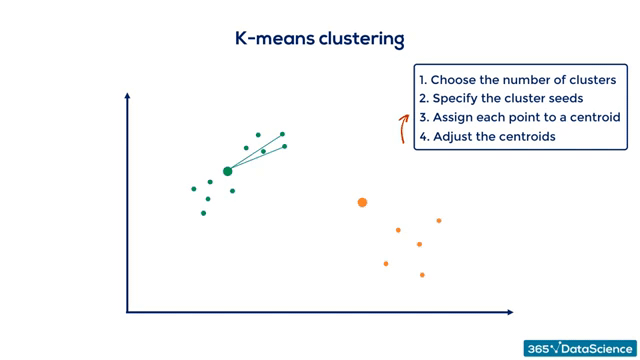 K-means clustering
1. Choose the number of clusters
2. Specify the cluster seeds
3. Assign each point to a centroid
4. Adjust the centroids
365 DataScience